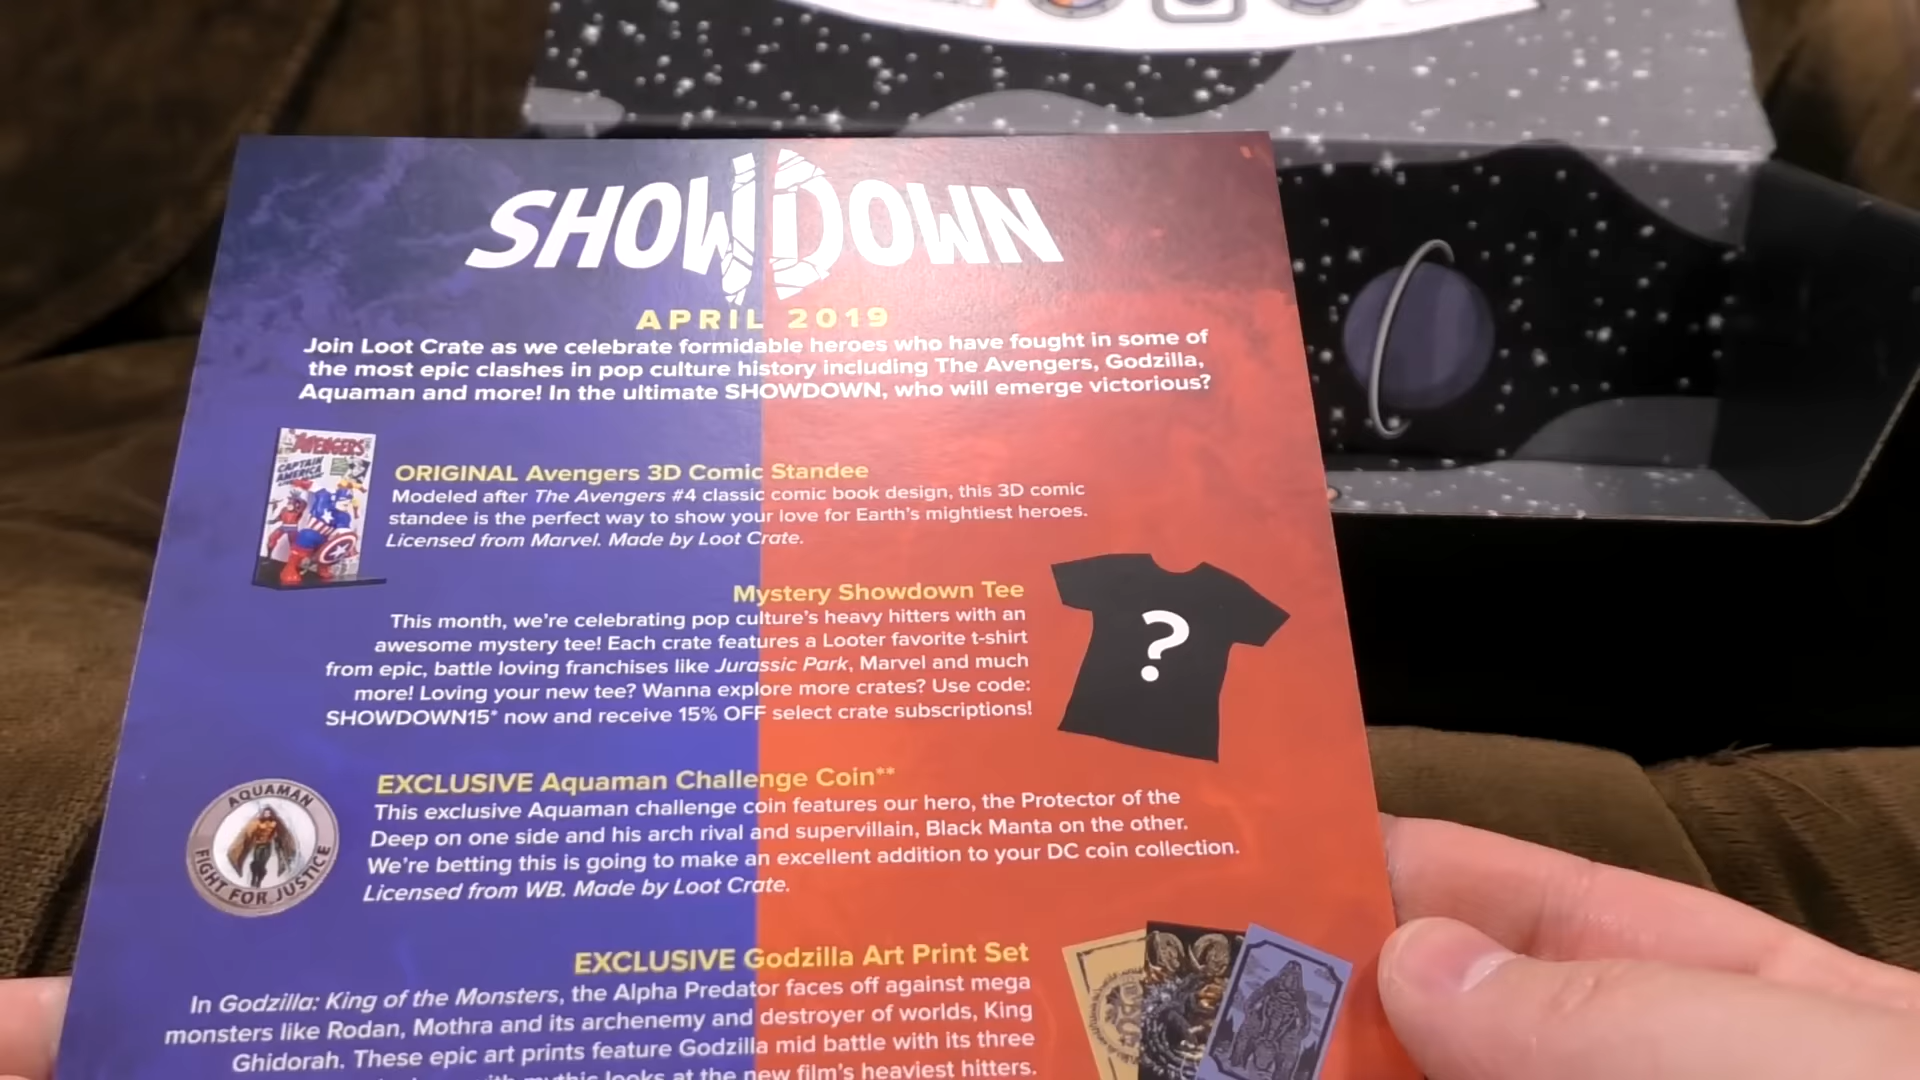 SHOWDOWN
APRIL 2019
Join Loot Crate as we celebrate formidable heroes who have fought in some of
the most epic clashes in pop culture history including The Avengers, Godzilla,
Aquaman and more! In the ultimate SHOWDOWN, who will emerge victorious?
AVENGERS
CAPTAIN
AMERICA
ORIGINAL Avengers 3D Comic Standee
Modeled after The Avengers #4 classic comic book design, this 3D comic
standee is the perfect way to show your love for Earth's mightiest heroes.
Licensed from Marvel. Made by Loot Crate.
Mystery Showdown Tee
This month, we're celebrating pop culture's heavy hitters with an
awesome mystery tee! Each crate features a Looter favorite t-shirt
from epic, battle loving franchises like Jurassic Park, Marvel and much
more! Loving your new tee? Wanna explore more crates? Use code:
SHOWDOWN15* now and receive 15% OFF select crate subscriptions!
?
EXCLUSIVE Aquaman Challenge Coin**
This exclusive Aquaman challenge coin features our hero, the Protector of the
Deep on one side and his arch rival and supervillain, Black Manta on the other.
We're betting this is going to make an excellent addition to your DC coin collection.
Licensed from WB. Made by Loot Crate.
AQUAMAN
FIGHT FOR JUSTICE
EXCLUSIVE Godzilla Art Print Set
In Godzilla: King of the Monsters, the Alpha Predator faces off against mega
monsters like Rodan, Mothra and its archenemy and destroyer of worlds, King
Ghidorah. These epic art prints feature Godzilla mid battle with its three
with mythic looks at the new film's heaviest hitters.